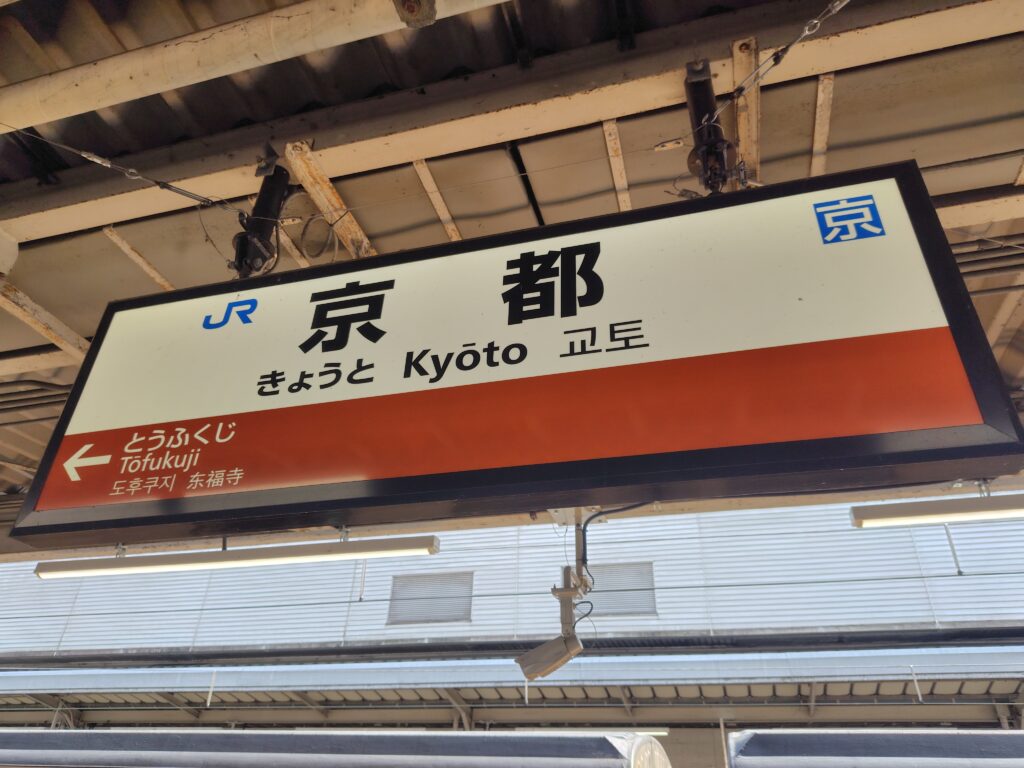 JR 京都 京
きょうと Kyōto 교토
← とうふくじ
Tōfukuji
도후쿠지 东福寺